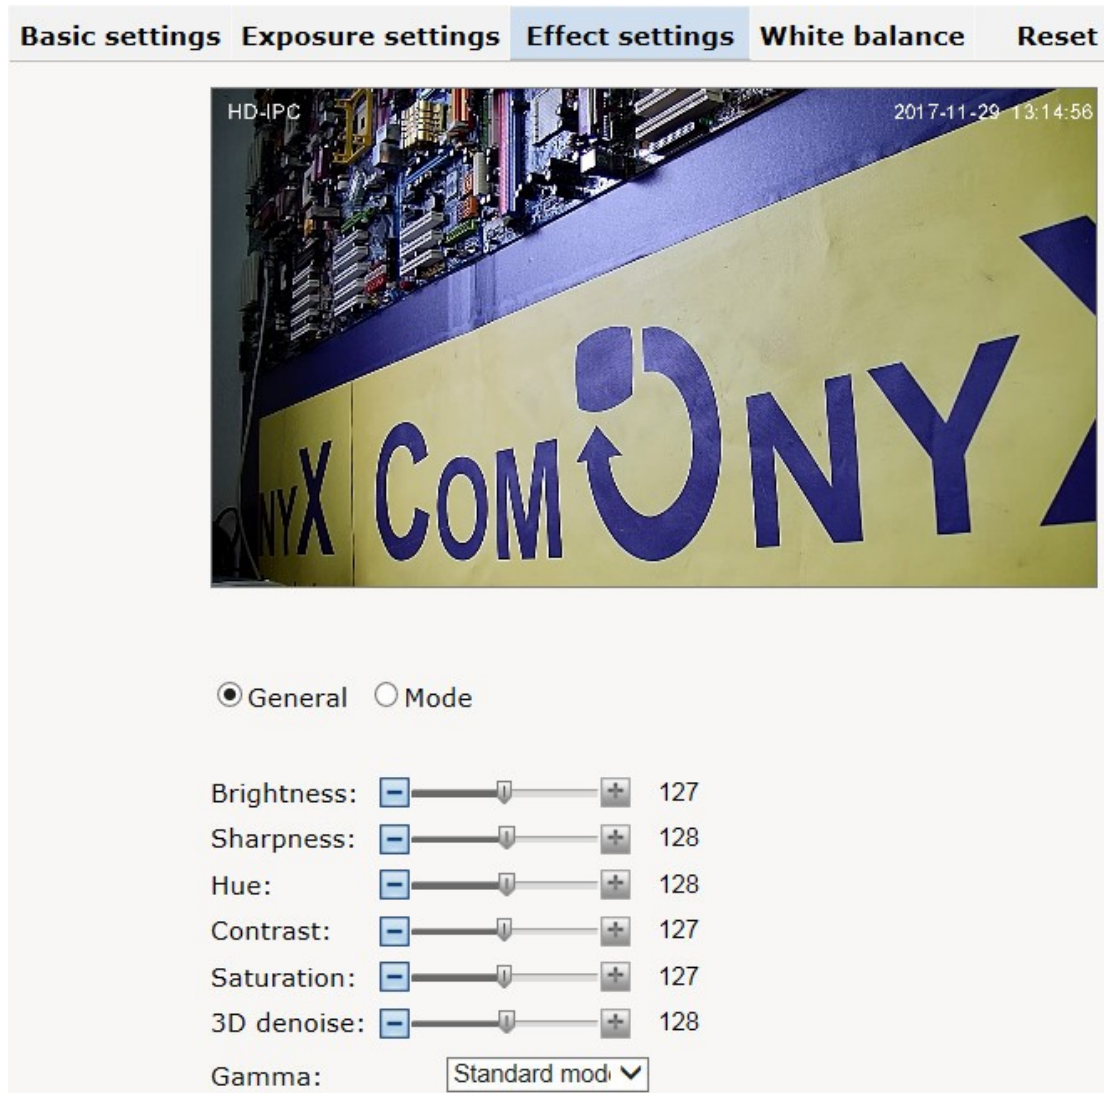 Basic settings Exposure settings Effect settings White balance Reset
HD-IPC 2017-11-29 13:14:56
NYX COMONYX
General Mode
Brightness: 127
Sharpness: 128
Hue: 128
Contrast: 127
Saturation: 127
3D denoise: 128
Gamma: Standard mod